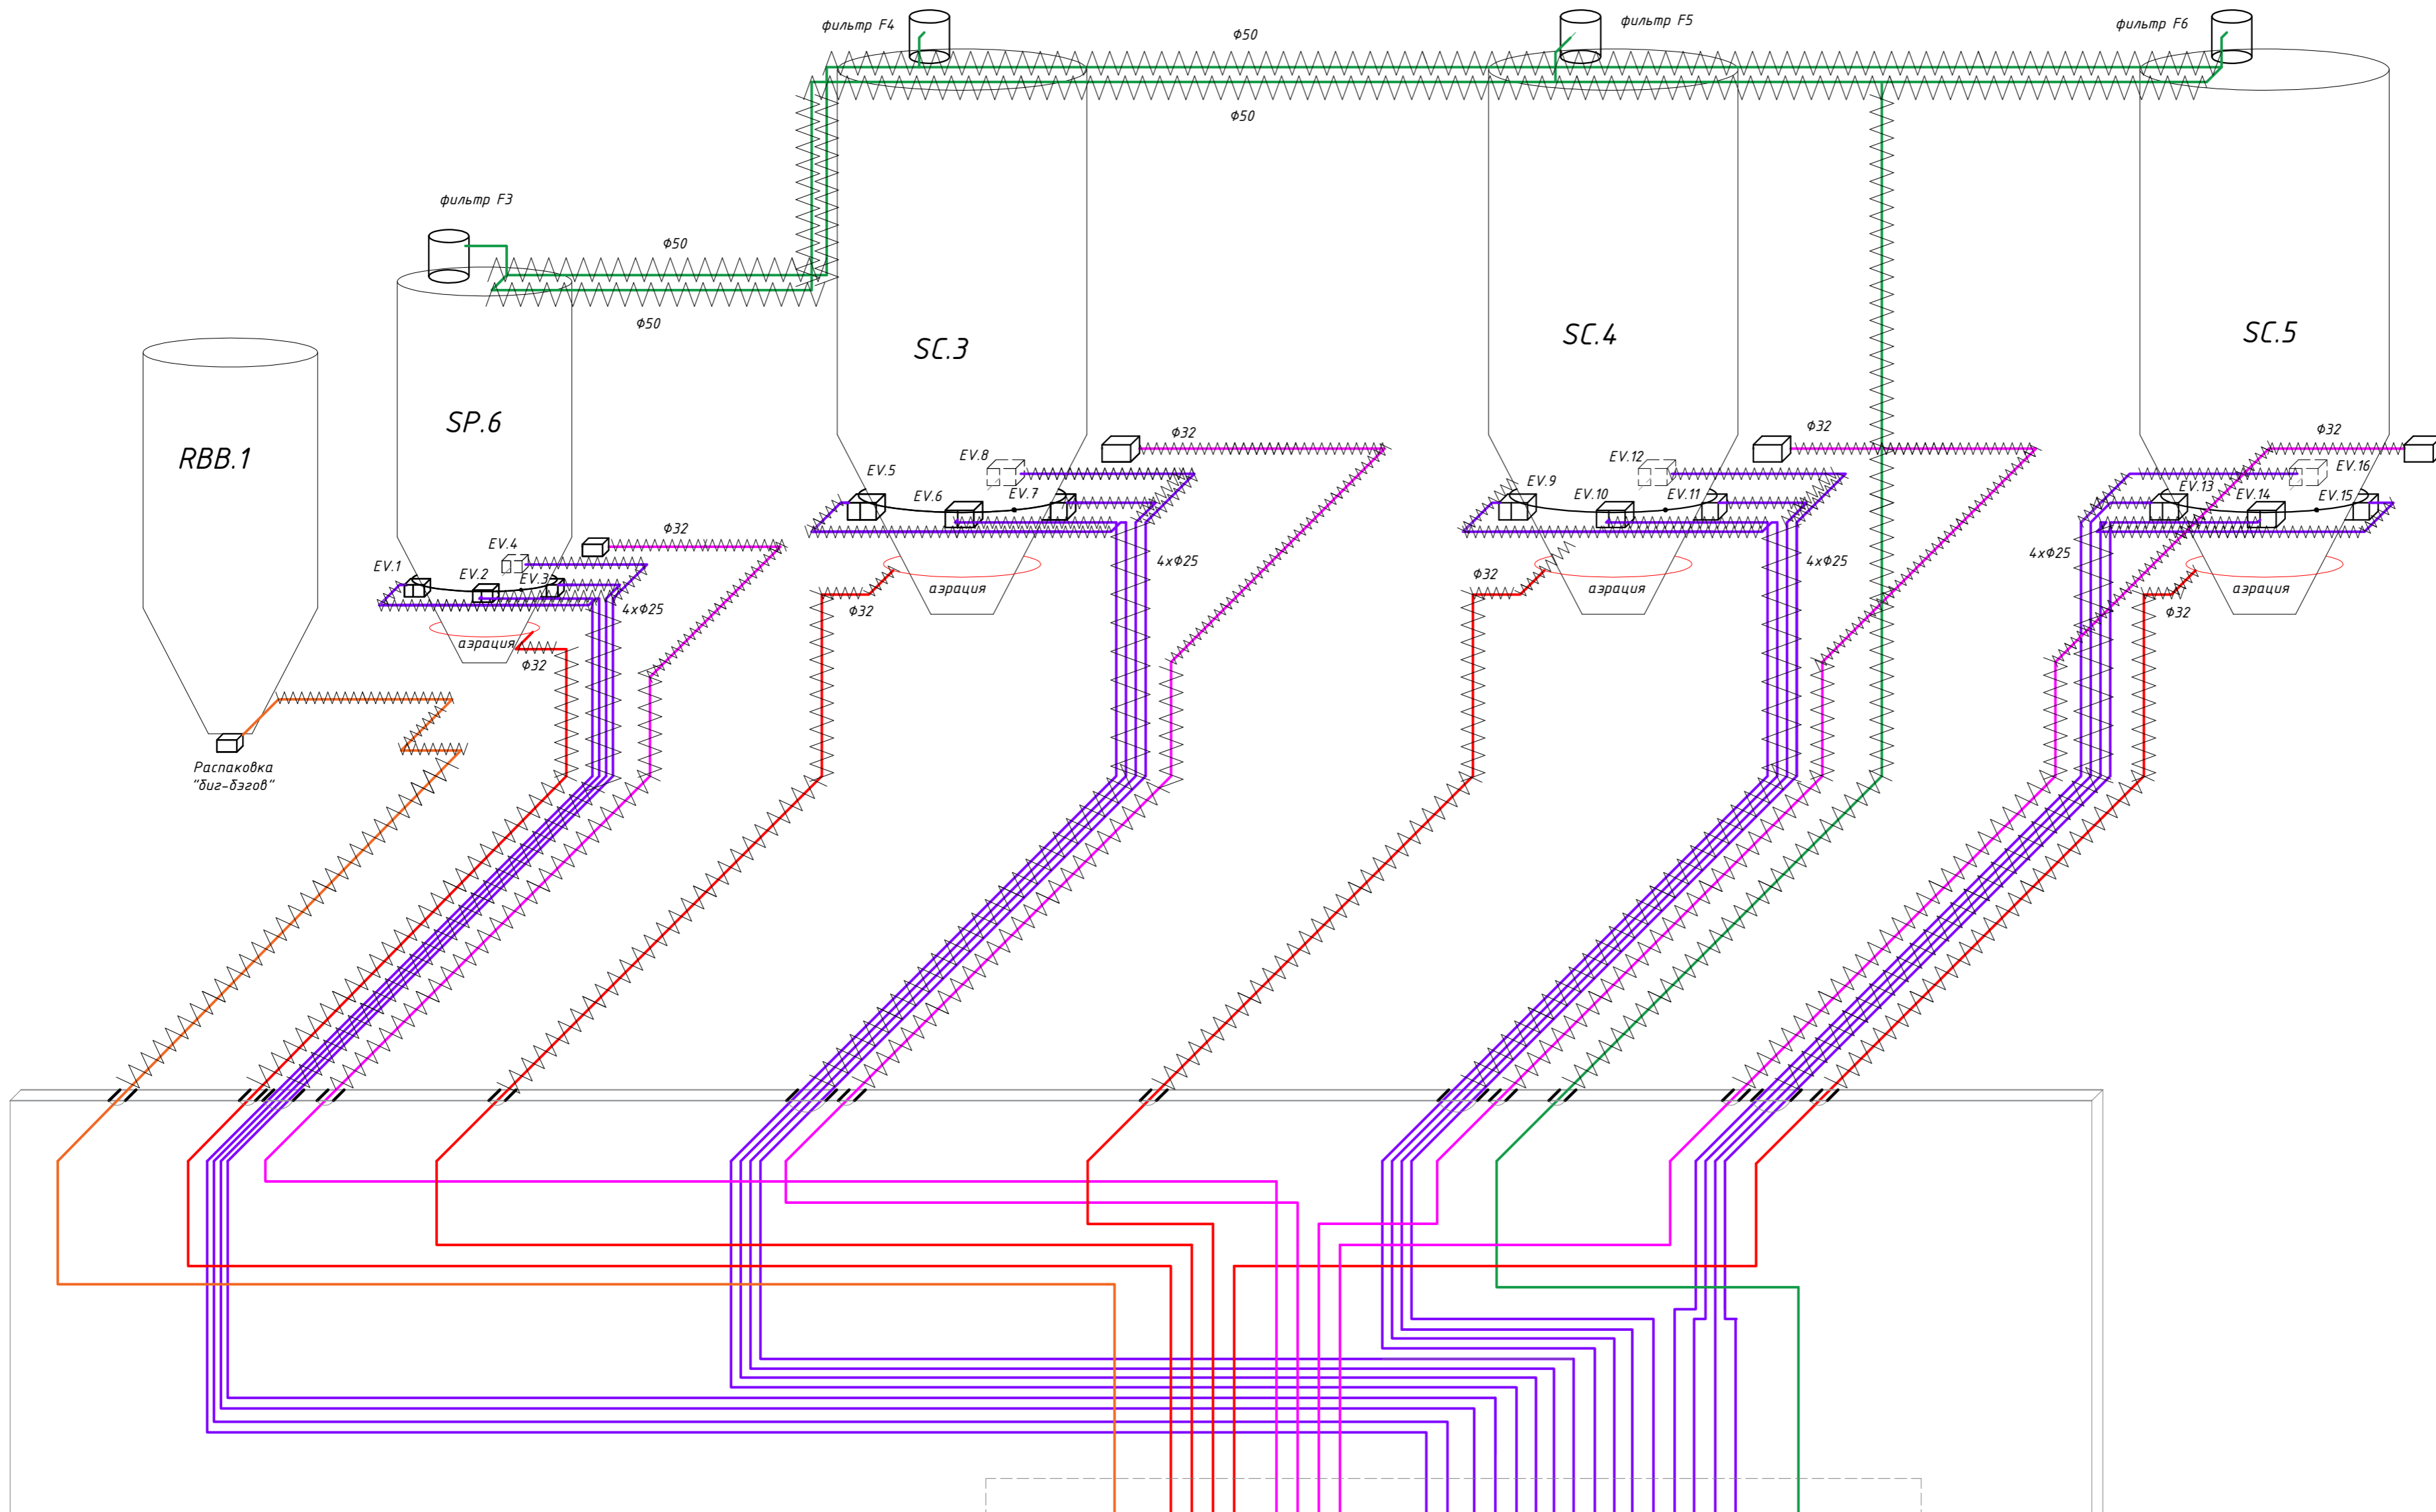 фильтр F4
фильтр F5
фильтр F6
Φ50
Φ50
фильтр F3
Φ50
Φ50
SC.3
SC.4
SC.5
SP.6
RBB.1
Φ32
Φ32
Φ32
EV.5
EV.8
EV.6
EV.7
EV.9
EV.12
EV.10
EV.11
EV.13
EV.16
EV.14
EV.15
Φ32
EV.1
EV.4
EV.2
EV.3
4xΦ25
4xΦ25
4xΦ25
4xΦ25
аэрация
Φ32
аэрация
Φ32
аэрация
Φ32
аэрация
Φ32
Распаковка
"биг-бэгов"